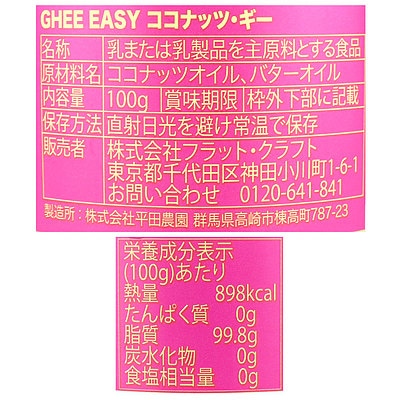 GHEE EASY ココナッツ・ギー
名称 乳または乳製品を主原料とする食品
原材料名 ココナッツオイル、バターオイル
内容量 100g 賞味期限 枠外下部に記載
保存方法 直射日光を避け常温で保存
販売者 株式会社フラット・クラフト
東京都千代田区神田小川町1-6-1
お問い合わせ 0120-641-841
製造所：株式会社平田農園 群馬県高崎市棟高町787-23
栄養成分表示
(100g)あたり
熱量 898kcal
たんぱく質 0g
脂質 99.8g
炭水化物 0g
食塩相当量 0g